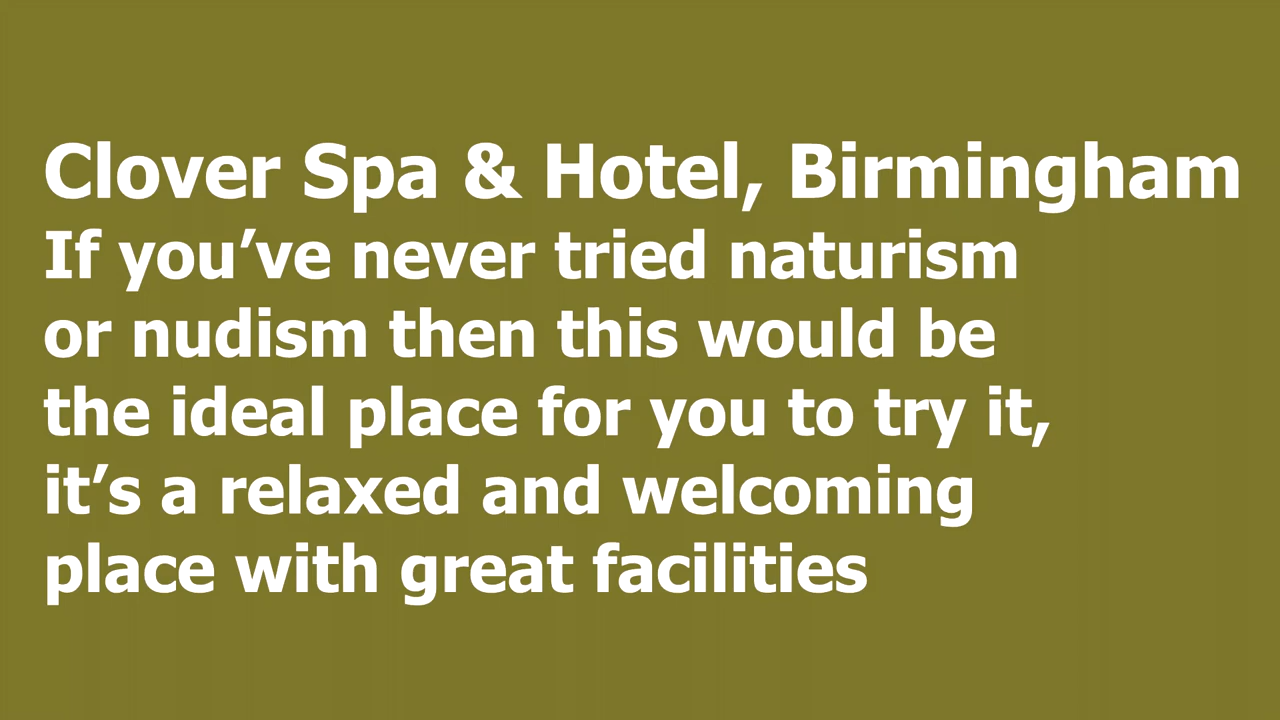 Clover Spa & Hotel, Birmingham
If you’ve never tried naturism
or nudism then this would be
the ideal place for you to try it,
it’s a relaxed and welcoming
place with great facilities